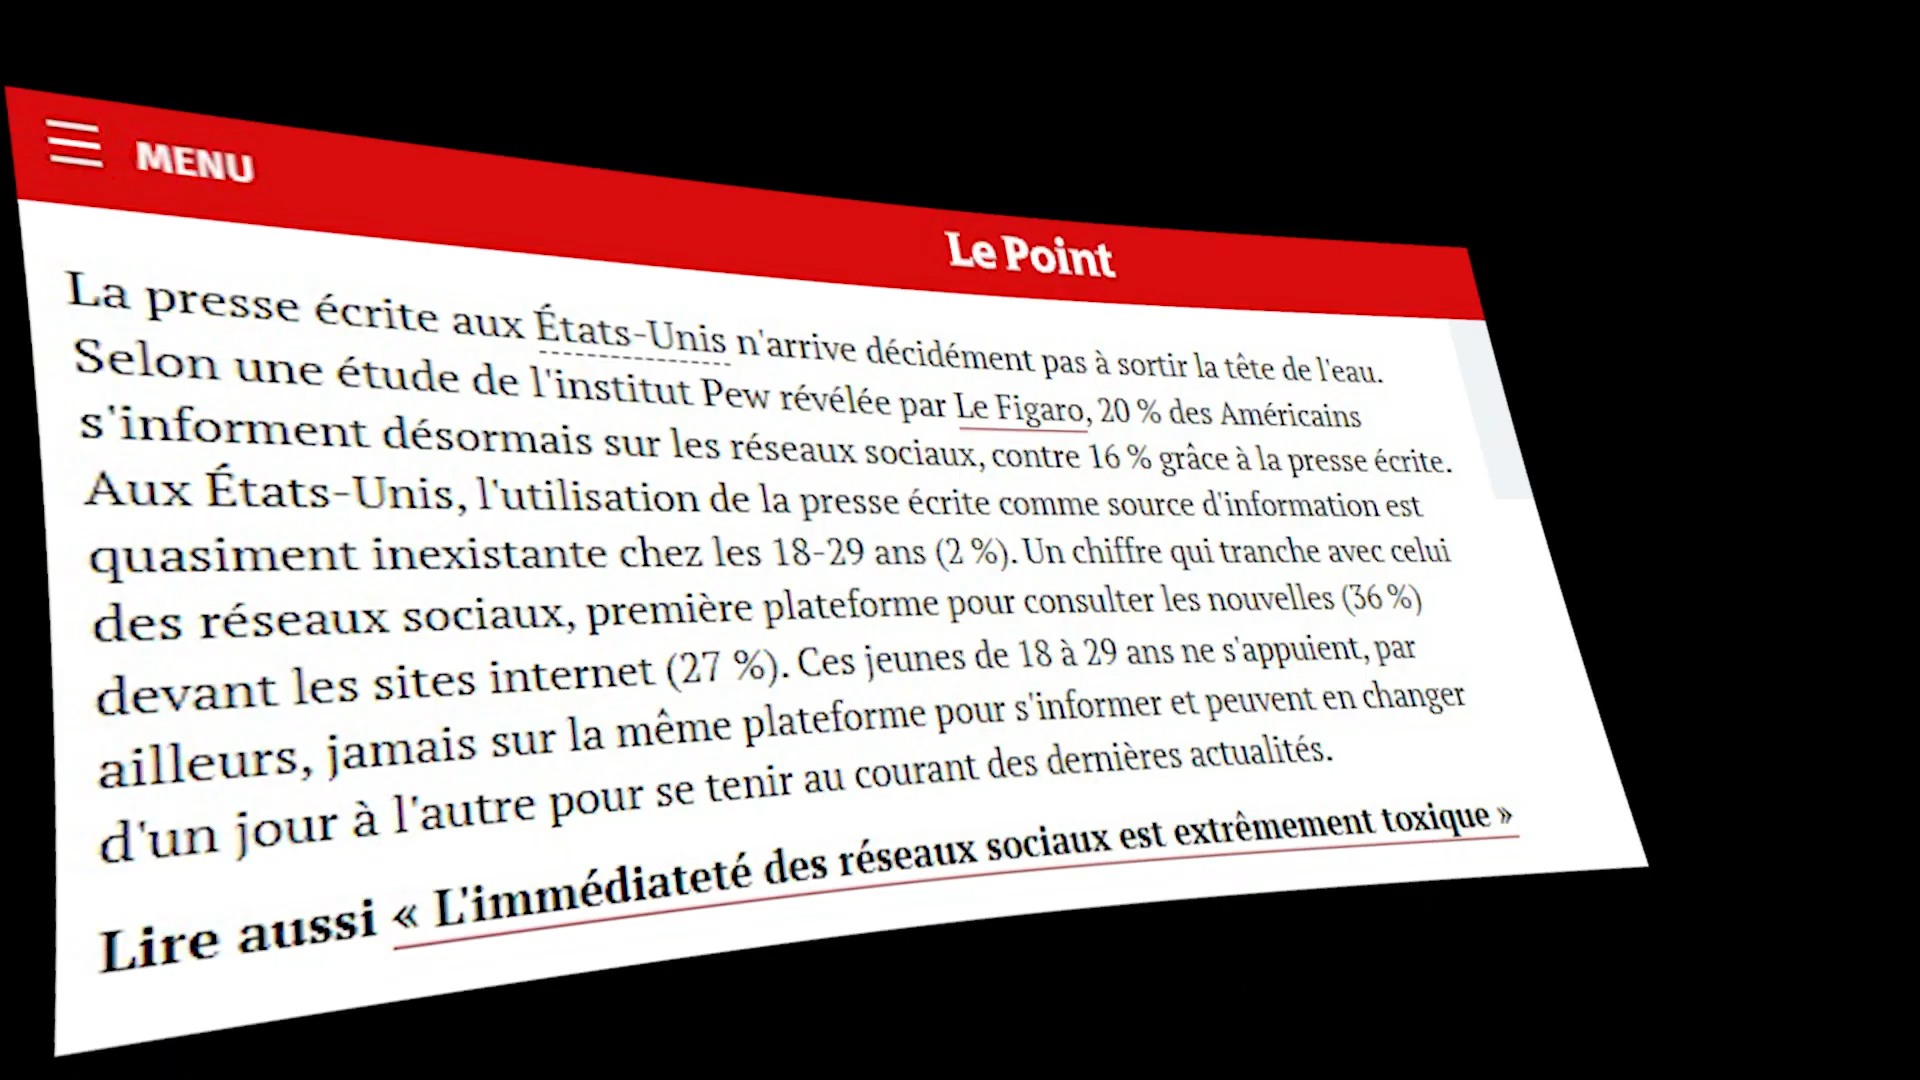 MENU
Le Point
La presse écrite aux États-Unis n'arrive décidément pas à sortir la tête de l'eau.
Selon une étude de l'institut Pew révélée par Le Figaro, 20 % des Américains
s'informent désormais sur les réseaux sociaux, contre 16 % grâce à la presse écrite.
Aux États-Unis, l'utilisation de la presse écrite comme source d'information est
quasiment inexistante chez les 18-29 ans (2 %). Un chiffre qui tranche avec celui
des réseaux sociaux, première plateforme pour consulter les nouvelles (36 %)
devant les sites internet (27 %). Ces jeunes de 18 à 29 ans ne s'appuient, par
ailleurs, jamais sur la même plateforme pour s'informer et peuvent en changer
d'un jour à l'autre pour se tenir au courant des dernières actualités.
Lire aussi « L'immédiateté des réseaux sociaux est extrêmement toxique »